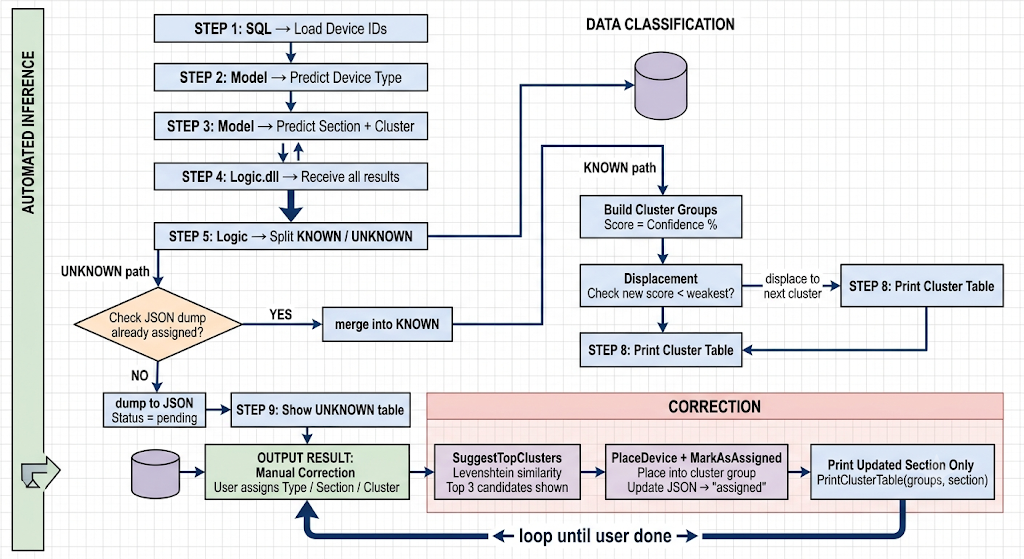 AUTOMATED INFERENCE
STEP 1: SQL → Load Device IDs
STEP 2: Model → Predict Device Type
STEP 3: Model → Predict Section + Cluster
STEP 4: Logic.dll → Receive all results
STEP 5: Logic → Split KNOWN / UNKNOWN
DATA CLASSIFICATION
KNOWN path
Build Cluster Groups
Score = Confidence %
Displacement
Check new score < weakest?
displace to
next cluster
STEP 8: Print Cluster Table
STEP 8: Print Cluster Table
UNKNOWN path
Check JSON dump
already assigned?
YES
merge into KNOWN
NO
dump to JSON
Status = pending
STEP 9: Show UNKNOWN table
OUTPUT RESULT:
Manual Correction
User assigns Type / Section / Cluster
CORRECTION
SuggestTopClusters
Levenshtein similarity
Top 3 candidates shown
PlaceDevice + MarkAsAssigned
Place into cluster group
Update JSON → "assigned"
Print Updated Section Only
PrintClusterTable(groups, section)
loop until user done